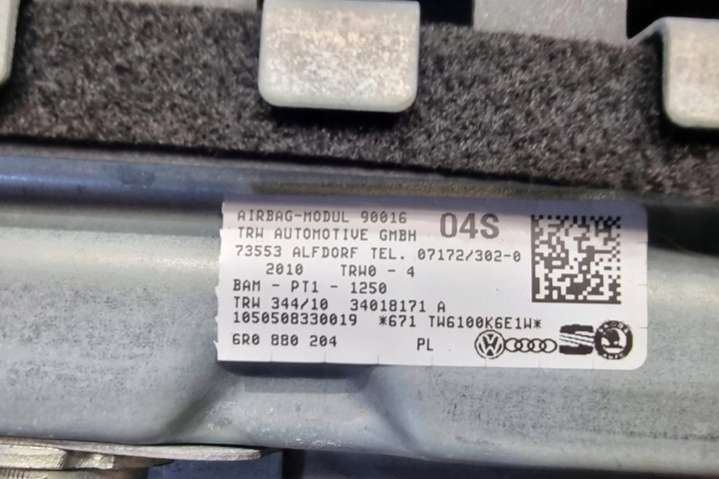 AIRBAG-MODUL 90016 04S
TRW AUTOMOTIVE GMBH
73553 ALFDORF TEL. 07172/302-0
2010 TRW0 - 4
BAM - PT1 - 1250
TRW 344/10 34018171 A
1050508330019 *671 TW6100K6E1W*
6R0 880 204 PL